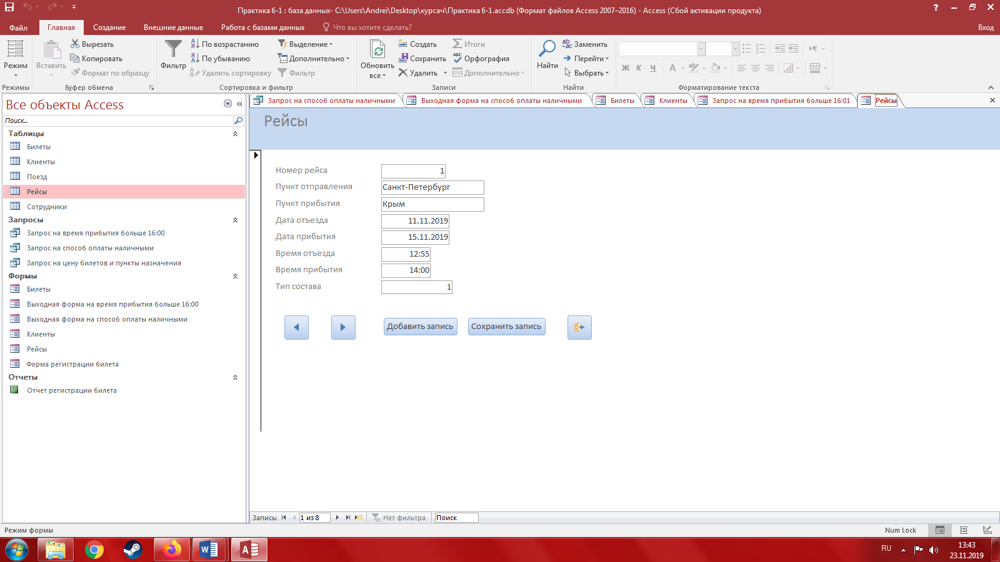 Практика 6-1 : база данных- C:\Users\Andrei\Desktop\курсач\Практика 6-1.accdb (Формат файлов Access 2007–2016) - Access (Сбой активации продукта)
Файл Главная Создание Внешние данные Работа с базами данных Что вы хотите сделать? Вход
Режим
Режимы
Вставить
Вырезать
Копировать
Формат по образцу
Буфер обмена
Фильтр
По возрастанию
По убыванию
Удалить сортировку
Выделение
Дополнительно
Фильтр
Сортировка и фильтр
Обновить
все
Создать
Сохранить
Удалить
Итоги
Орфография
Дополнительно
Записи
Найти
Заменить
Перейти
Выбрать
Найти
Ж К Ч А
Форматирование текста
Все объекты Access
Поиск...
Таблицы
Билеты
Клиенты
Поезд
Рейсы
Сотрудники
Запросы
Запрос на время прибытия больше 16:00
Запрос на способ оплаты наличными
Запрос на цену билетов и пункты назначения
Формы
Билеты
Выходная форма на время прибытия больше 16:00
Выходная форма на способ оплаты наличными
Клиенты
Рейсы
Форма регистрации билета
Отчеты
Отчет регистрации билета
Запрос на способ оплаты наличными Выходная форма на способ оплаты наличными Билеты Клиенты Запрос на время прибытия больше 16:01 Рейсы
Рейсы
Номер рейса 1
Пункт отправления Санкт-Петербург
Пункт прибытия Крым
Дата отъезда 11.11.2019
Дата прибытия 15.11.2019
Время отъезда 12:55
Время прибытия 14:00
Тип состава 1
Добавить запись Сохранить запись
Запись: 1 из 8 Нет фильтра Поиск
Режим формы Num Lock
RU 13:43
23.11.2019